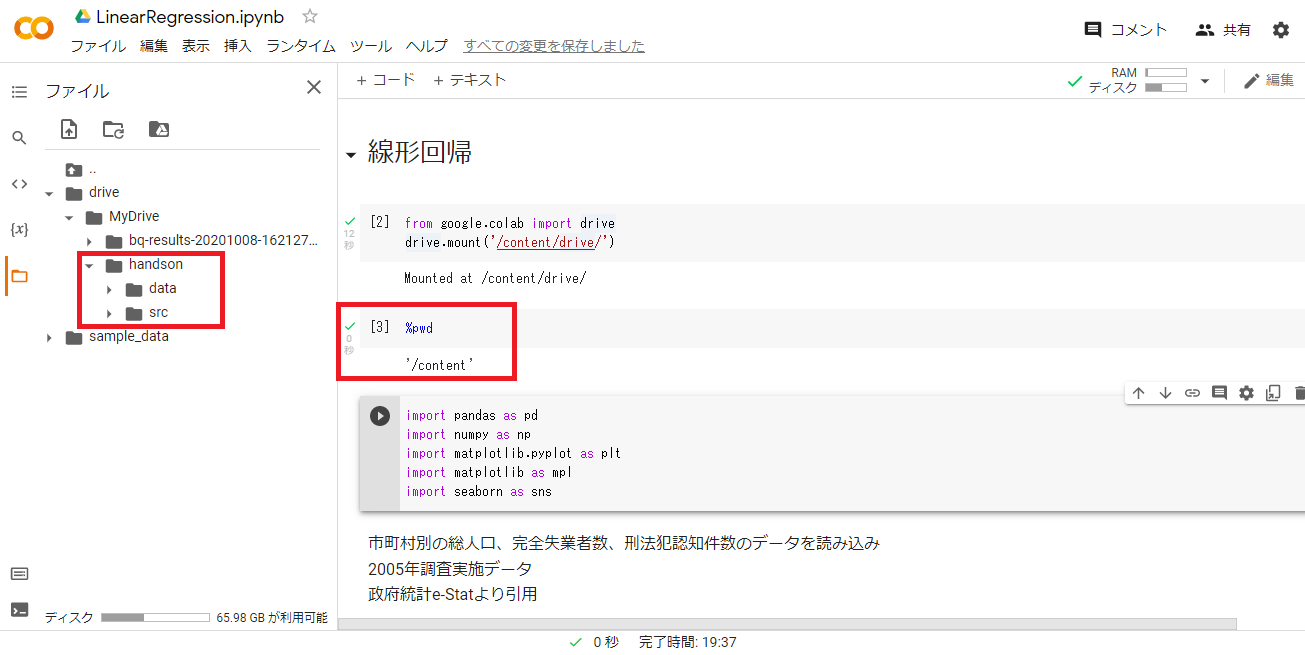 LinearRegression.ipynb
ファイル 編集 表示 挿入 ランタイム ツール ヘルプ すべての変更を保存しました
コメント 共有
ファイル
..
drive
MyDrive
bq-results-20201008-162127...
handson
data
src
sample_data
ディスク 65.98 GB が利用可能
+ コード + テキスト
RAM
ディスク
編集
線形回帰
12
秒
[2] from google.colab import drive
drive.mount('/content/drive/')
Mounted at /content/drive/
0
秒
[3] %pwd
'/content'
import pandas as pd
import numpy as np
import matplotlib.pyplot as plt
import matplotlib as mpl
import seaborn as sns
市町村別の総人口、完全失業者数、刑法犯認知件数のデータを読み込み
2005年調査実施データ
政府統計e-Statより引用
0 秒 完了時間: 19:37